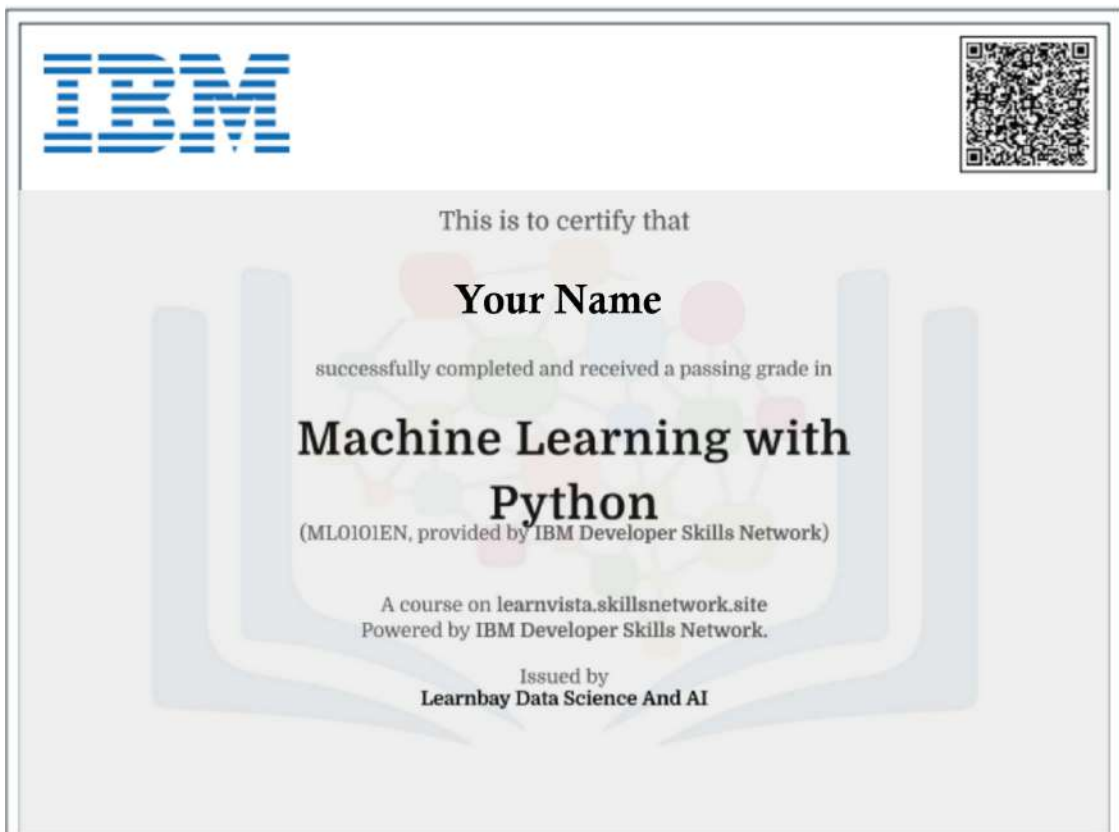 IBM
This is to certify that
Your Name
successfully completed and received a passing grade in
Machine Learning with
Python
(ML0101EN, provided by IBM Developer Skills Network)
A course on learnvista.skillsnetwork.site
Powered by IBM Developer Skills Network.
Issued by
Learnbay Data Science And AI